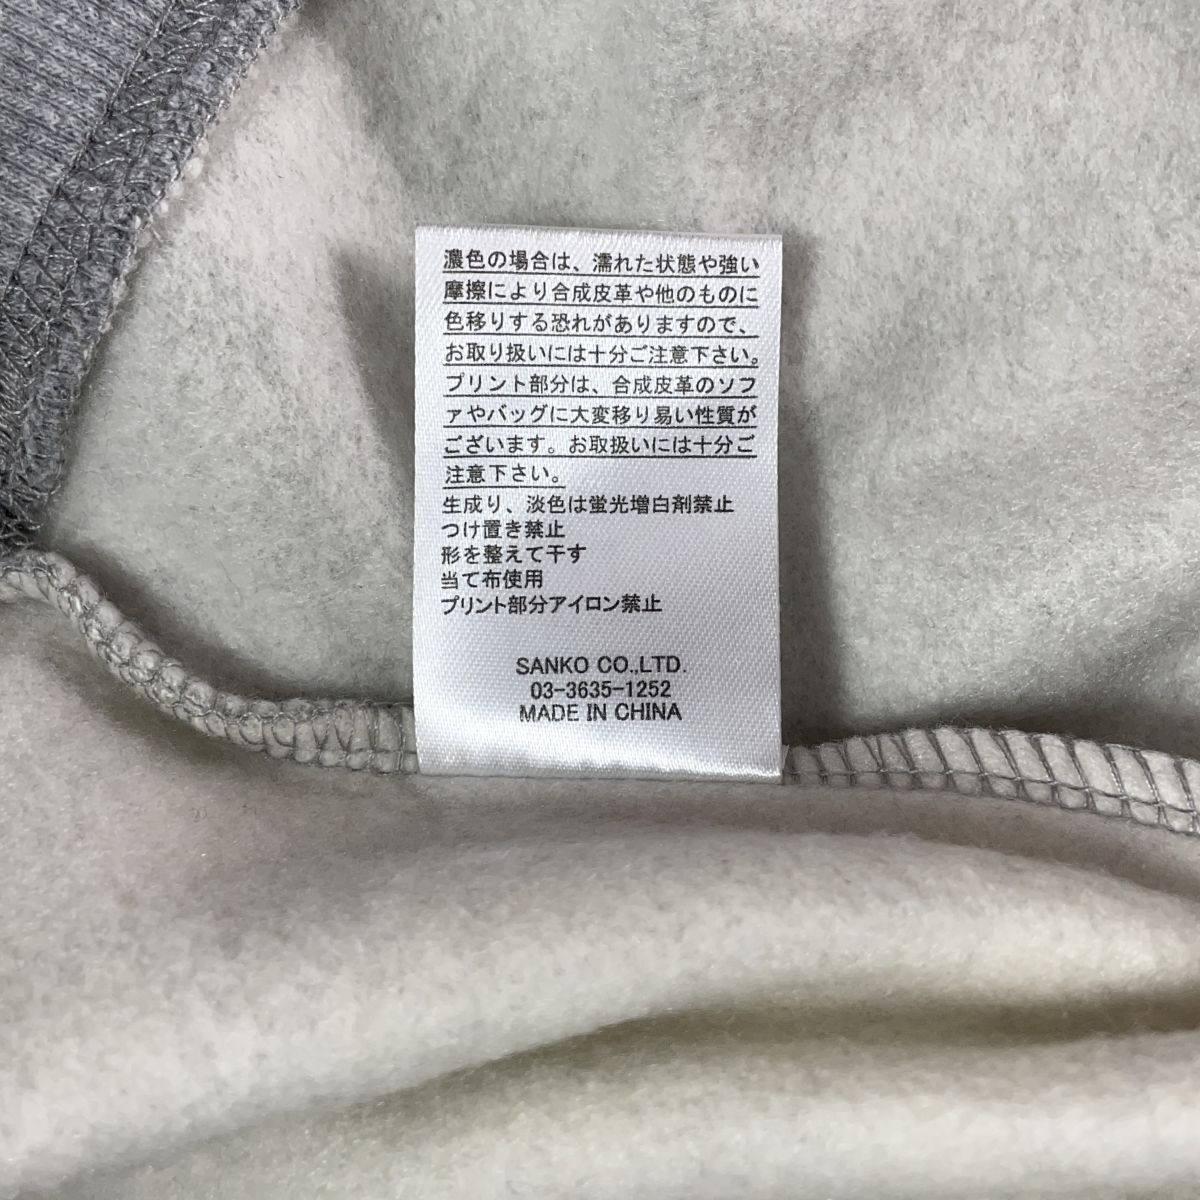 濃色の場合は、濡れた状態や強い
摩擦により合成皮革や他のものに
色移りする恐れがありますので、
お取り扱いには十分ご注意下さい。
プリント部分は、合成皮革のソフ
ァやバッグに大変移り易い性質が
ございます。お取扱いには十分ご
注意下さい。
生成り、淡色は蛍光増白剤禁止
つけ置き禁止
形を整えて干す
当て布使用
プリント部分アイロン禁止
SANKO CO.,LTD.
03-3635-1252
MADE IN CHINA